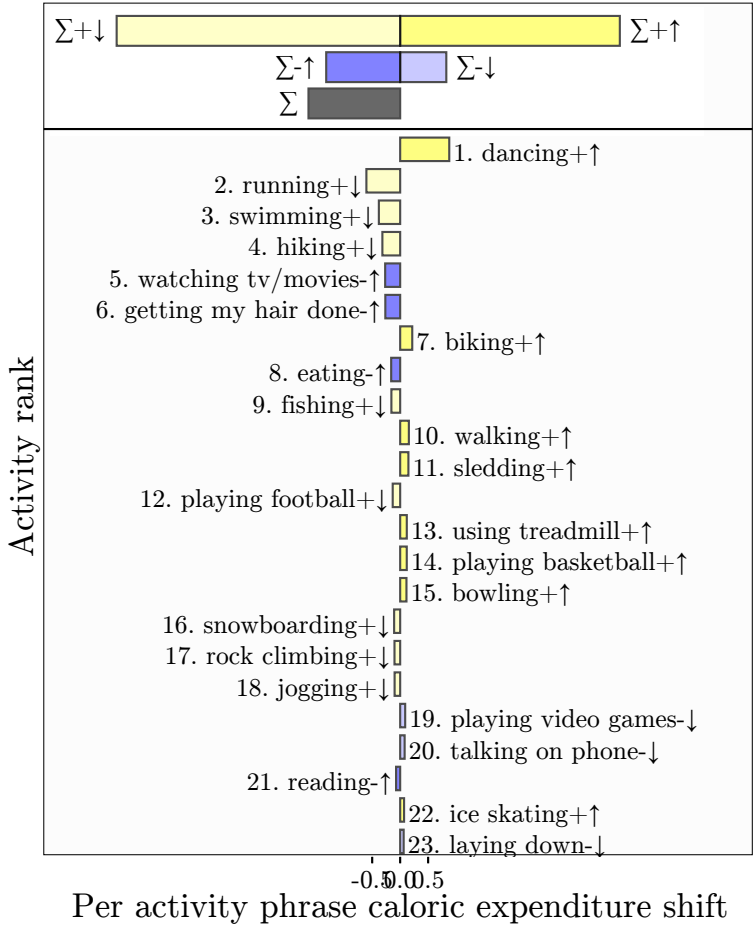 ∑+↓ ∑+↑
∑-↑ ∑-↓
∑
1. dancing+↑
2. running+↓
3. swimming+↓
4. hiking+↓
5. watching tv/movies-↑
6. getting my hair done-↑
7. biking+↑
8. eating-↑
9. fishing+↓
10. walking+↑
11. sledding+↑
12. playing football+↓
13. using treadmill+↑
14. playing basketball+↑
15. bowling+↑
16. snowboarding+↓
17. rock climbing+↓
18. jogging+↓
19. playing video games-↓
20. talking on phone-↓
21. reading-↑
22. ice skating+↑
23. laying down-↓
Activity rank
-0.5 0.0 0.5
Per activity phrase caloric expenditure shift